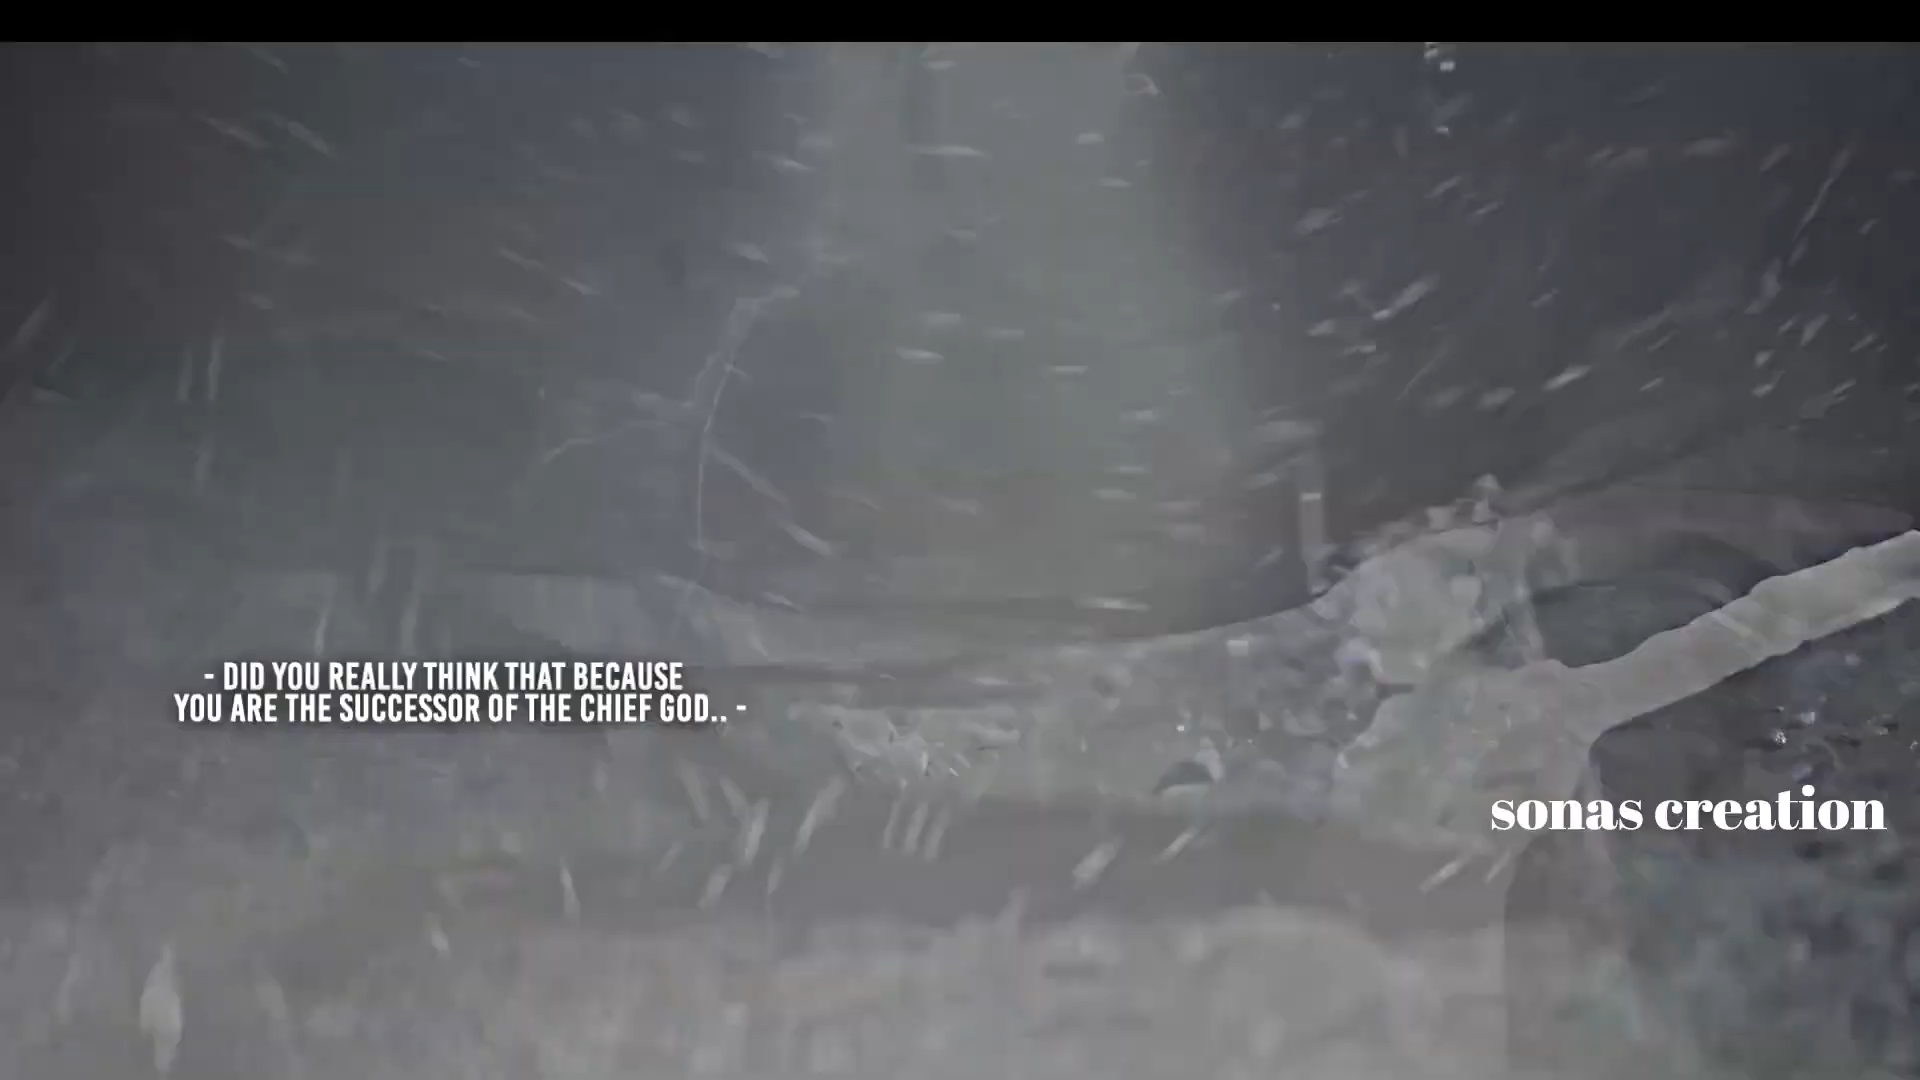 - DID YOU REALLY THINK THAT BECAUSE
YOU ARE THE SUCCESSOR OF THE CHIEF GOD.. -
sonas creation